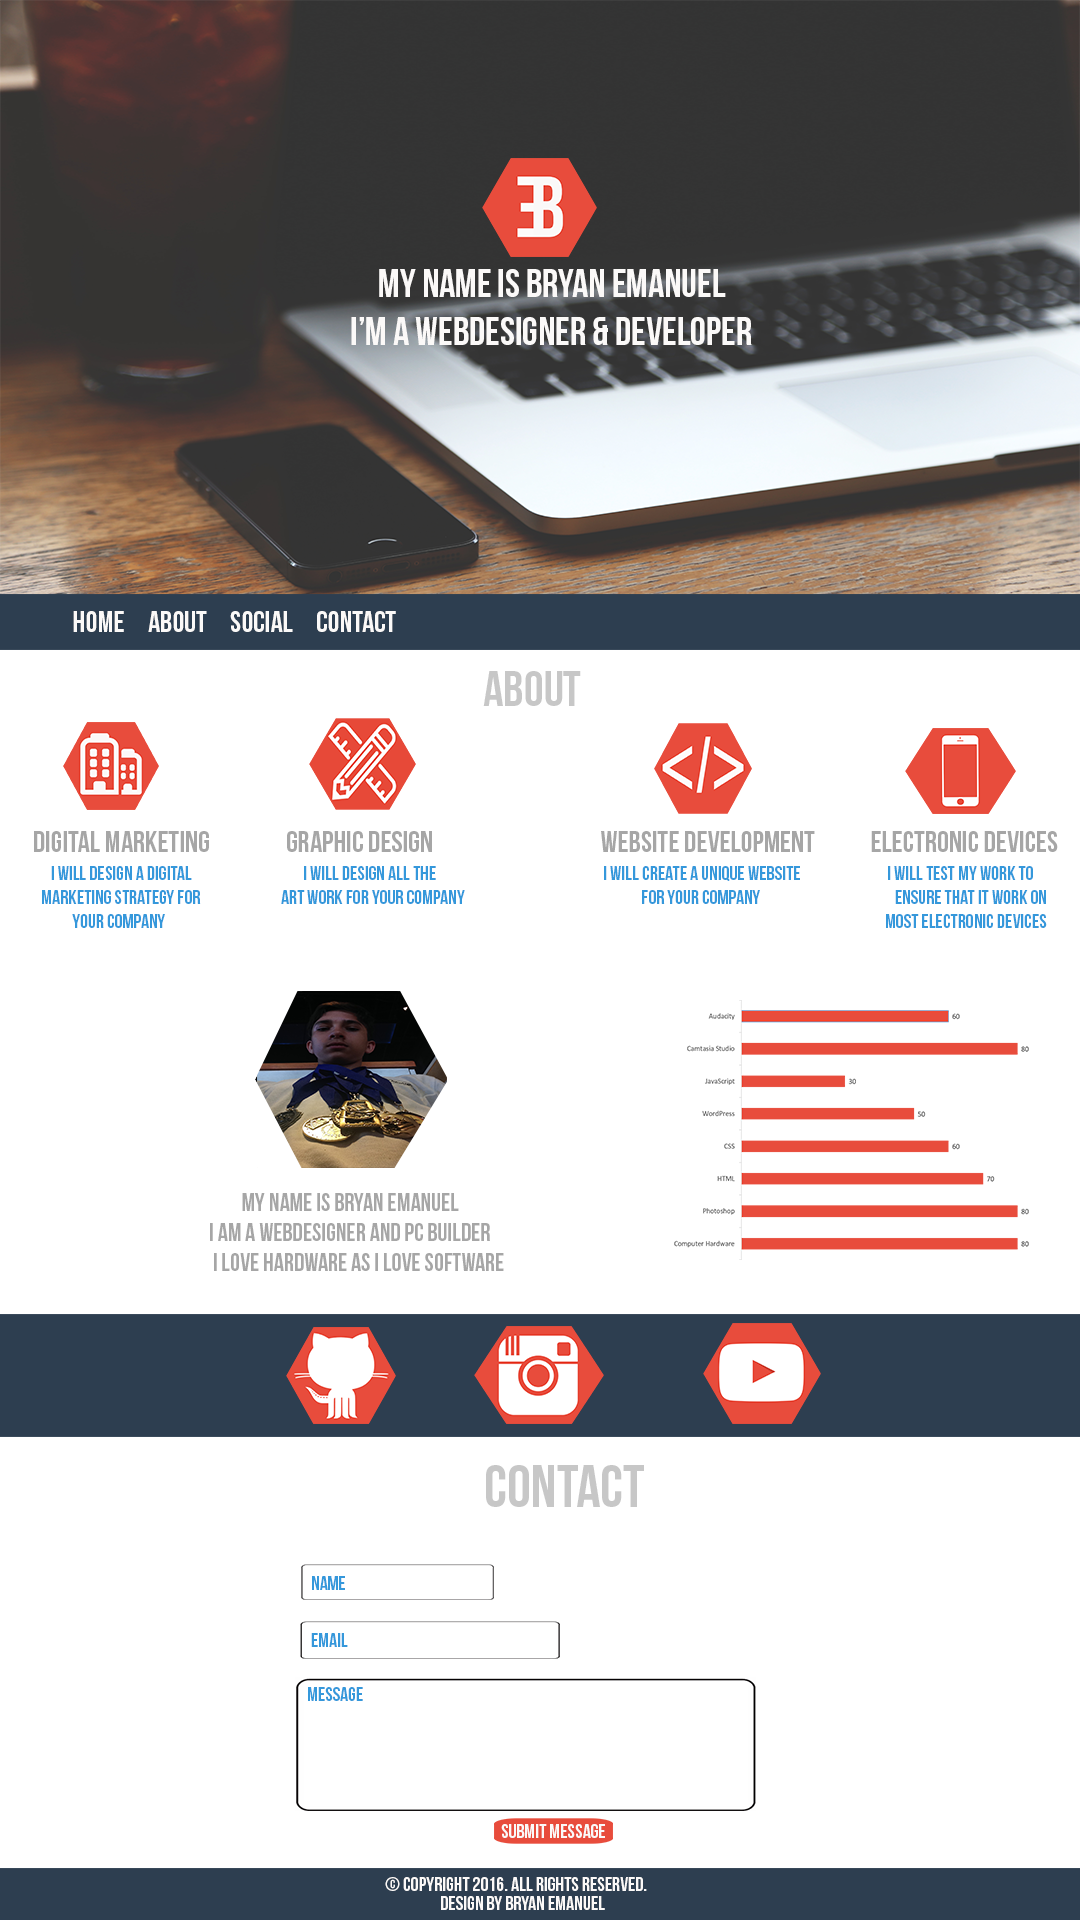 B
MY NAME IS BRYAN EMANUEL
I'M A WEBDESIGNER & DEVELOPER
HOME ABOUT SOCIAL CONTACT
ABOUT
DIGITAL MARKETING
I WILL DESIGN A DIGITAL
MARKETING STRATEGY FOR
YOUR COMPANY
GRAPHIC DESIGN
I WILL DESIGN ALL THE
ART WORK FOR YOUR COMPANY
</>
WEBSITE DEVELOPMENT
I WILL CREATE A UNIQUE WEBSITE
FOR YOUR COMPANY
ELECTRONIC DEVICES
I WILL TEST MY WORK TO
ENSURE THAT IT WORK ON
MOST ELECTRONIC DEVICES
MY NAME IS BRYAN EMANUEL
I AM A WEBDESIGNER AND PC BUILDER
I LOVE HARDWARE AS I LOVE SOFTWARE
Audacity 60
Camtasia Studio 80
JavaScript 30
WordPress 50
CSS 60
HTML 70
Photoshop 80
Computer Hardware 80
CONTACT
NAME
EMAIL
MESSAGE
SUBMIT MESSAGE
© COPYRIGHT 2016. ALL RIGHTS RESERVED.
DESIGN BY BRYAN EMANUEL